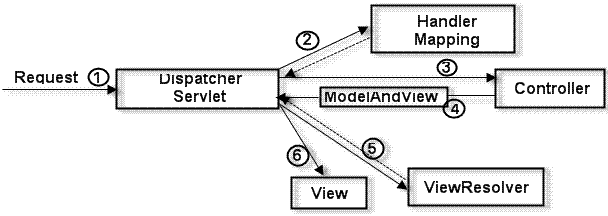 Handler
Mapping
2
Request 1
Dispatcher
Servlet
3
ModelAndView
4
Controller
5
6
View
ViewResolver